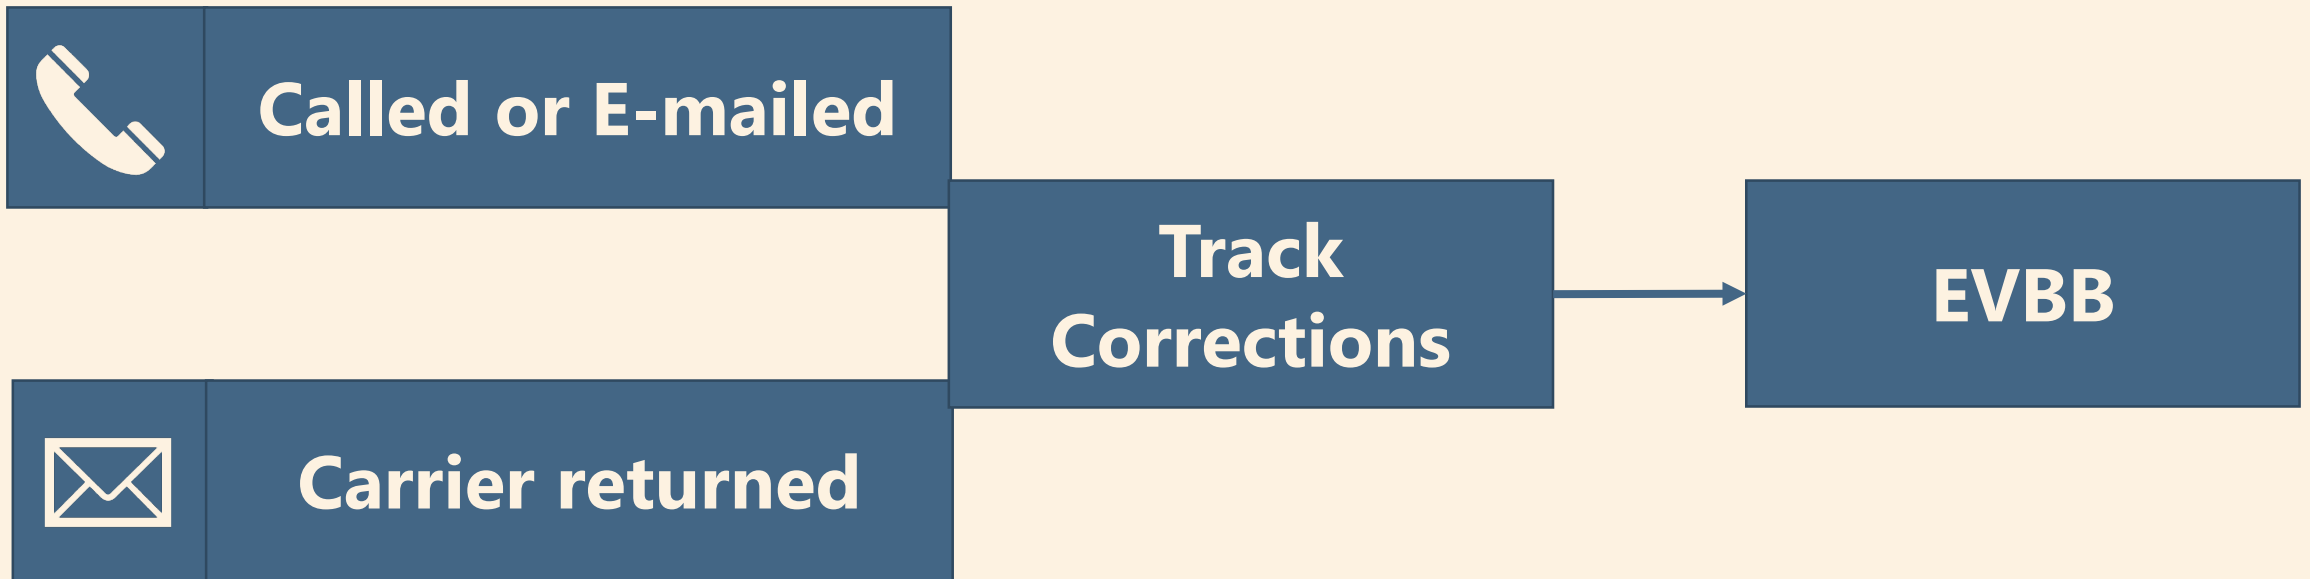 Called or E-mailed
Track
Corrections
EVBB
Carrier returned